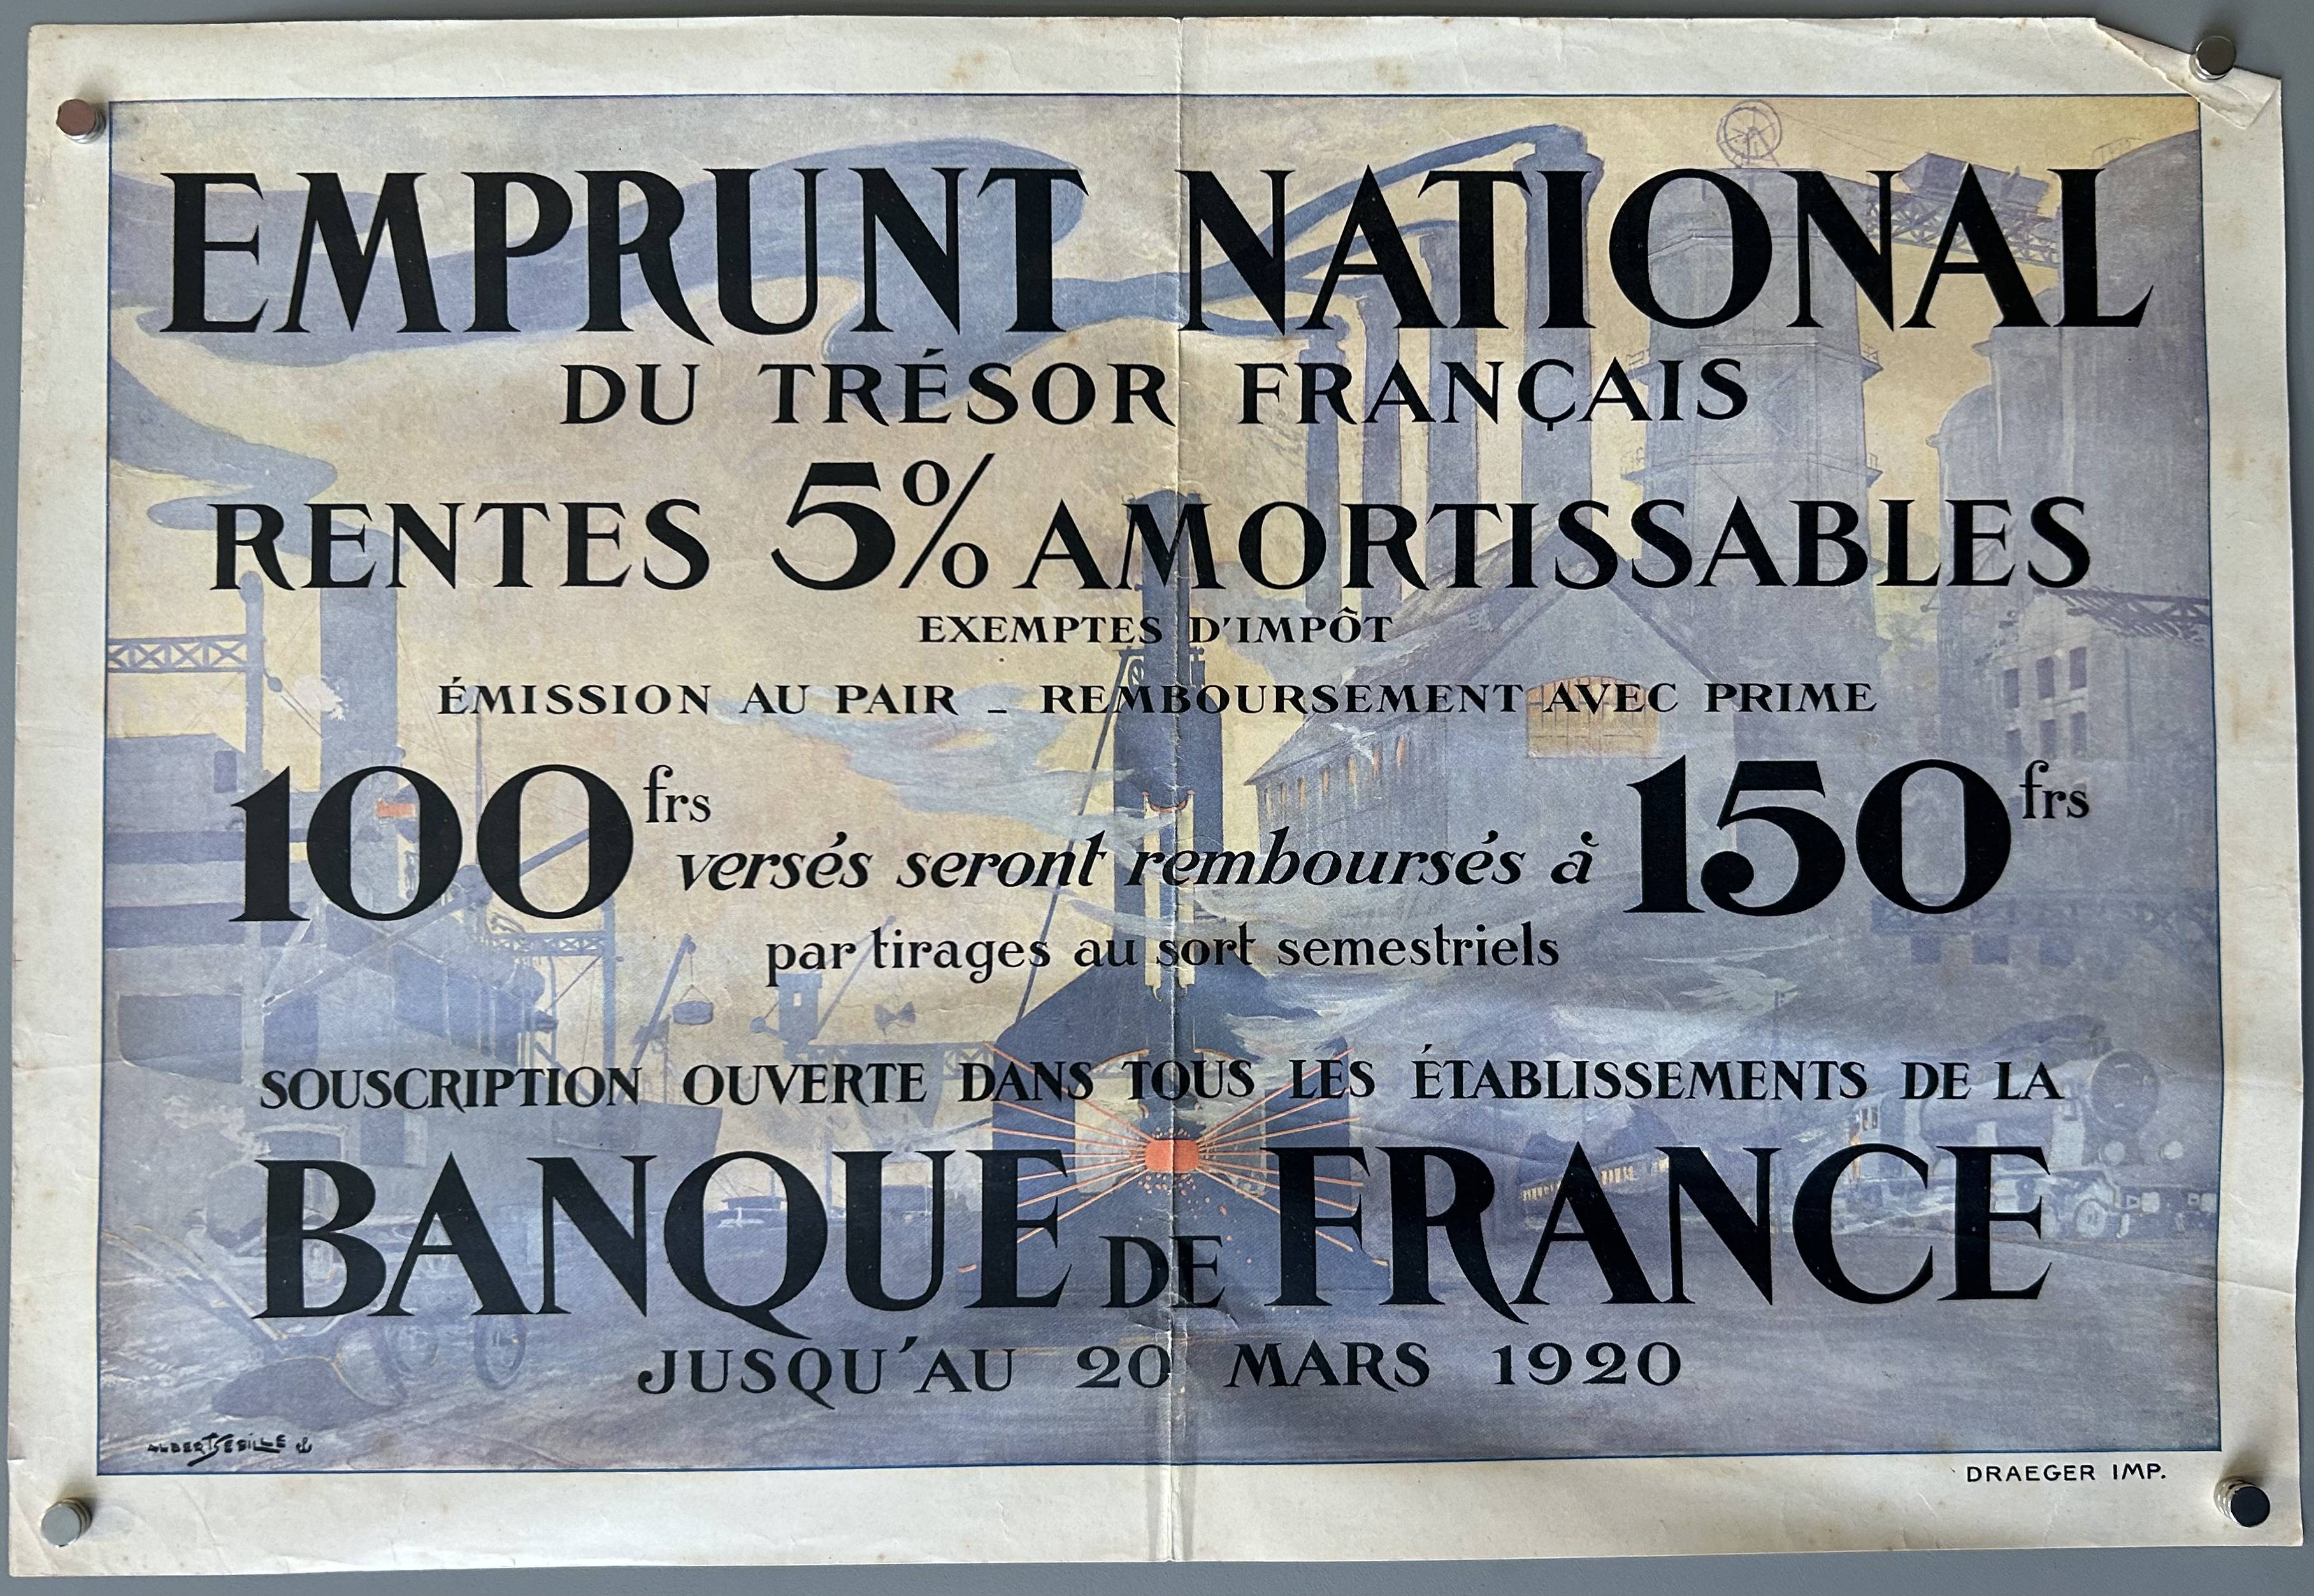 EMPRUNT NATIONAL
DU TRÉSOR FRANÇAIS
RENTES 5% AMORTISSABLES
EXEMPTES D'IMPÔT
ÉMISSION AU PAIR - REMBOURSEMENT AVEC PRIME
100 frs versés seront remboursés à 150 frs
par tirages au sort semestriels
SOUSCRIPTION OUVERTE DANS TOUS LES ÉTABLISSEMENTS DE LA
BANQUE DE FRANCE
JUSQU'AU 20 MARS 1920
ALBERT SEBILLE
DRAEGER IMP.